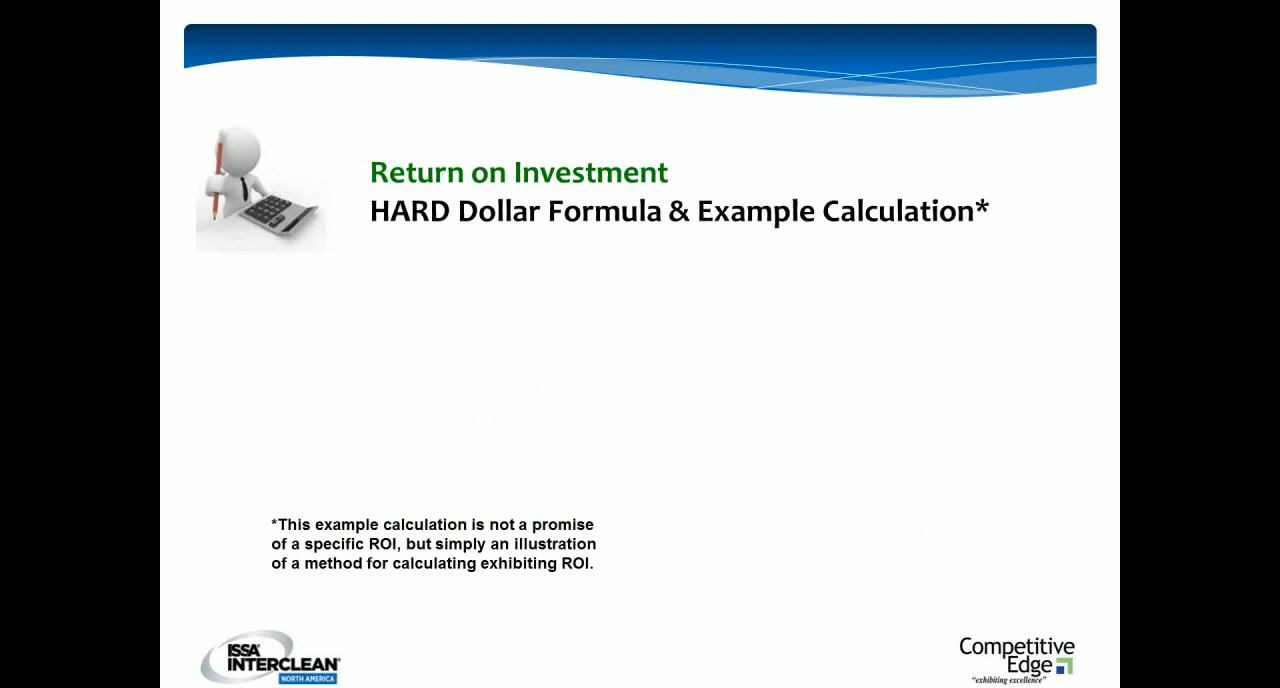 Return on Investment
HARD Dollar Formula & Example Calculation*
*This example calculation is not a promise
of a specific ROI, but simply an illustration
of a method for calculating exhibiting ROI.
ISSA
INTERCLEAN
NORTH AMERICA
Competitive
Edge
"exhibiting excellence"